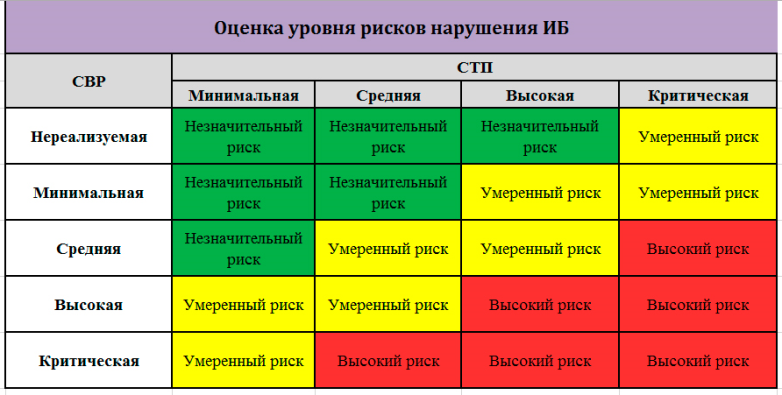 Оценка уровня рисков нарушения ИБ
СВР
СТП
Минимальная
Средняя
Высокая
Критическая
Нереализуемая
Незначительный
риск
Незначительный
риск
Незначительный
риск
Умеренный риск
Минимальная
Незначительный
риск
Незначительный
риск
Умеренный риск
Умеренный риск
Средняя
Незначительный
риск
Умеренный риск
Умеренный риск
Высокий риск
Высокая
Умеренный риск
Умеренный риск
Высокий риск
Высокий риск
Критическая
Умеренный риск
Высокий риск
Высокий риск
Высокий риск